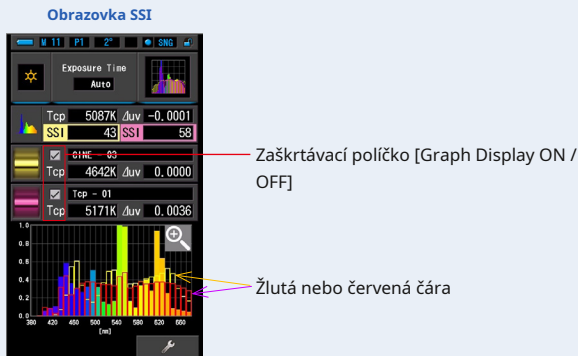 Obrazovka SSI
M 11 P1 2° SNG
Exposure Time
Auto
Tcp 5087K ⊿uv -0.0001
SSI 43 SSI 58
CINE - 03
Tcp 4642K ⊿uv 0.0000
Tcp - 01
Tcp 5171K ⊿uv 0.0036
Zaškrtávací políčko [Graph Display ON /
OFF]
1.0
0.8
0.6
0.4
0.2
0.0
380 420 460 500 540 580 620 660
[nm]
Žlutá nebo červená čára